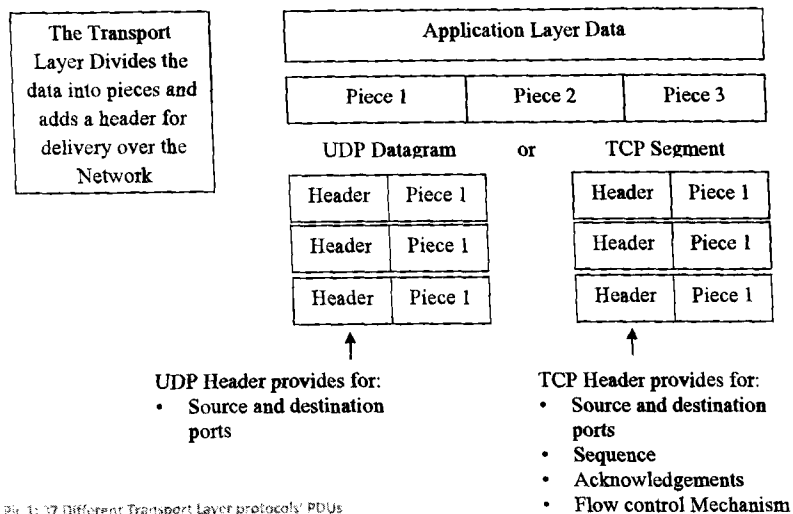 The Transport
Layer Divides the
data into pieces and
adds a header for
delivery over the
Network
Application Layer Data
Piece 1 Piece 2 Piece 3
UDP Datagram or TCP Segment
Header Piece 1 Header Piece 1
Header Piece 1 Header Piece 1
Header Piece 1 Header Piece 1
UDP Header provides for:
• Source and destination
ports
TCP Header provides for:
• Source and destination
ports
• Sequence
• Acknowledgements
• Flow control Mechanism
37 Different Transport Layer protocols' PDUs